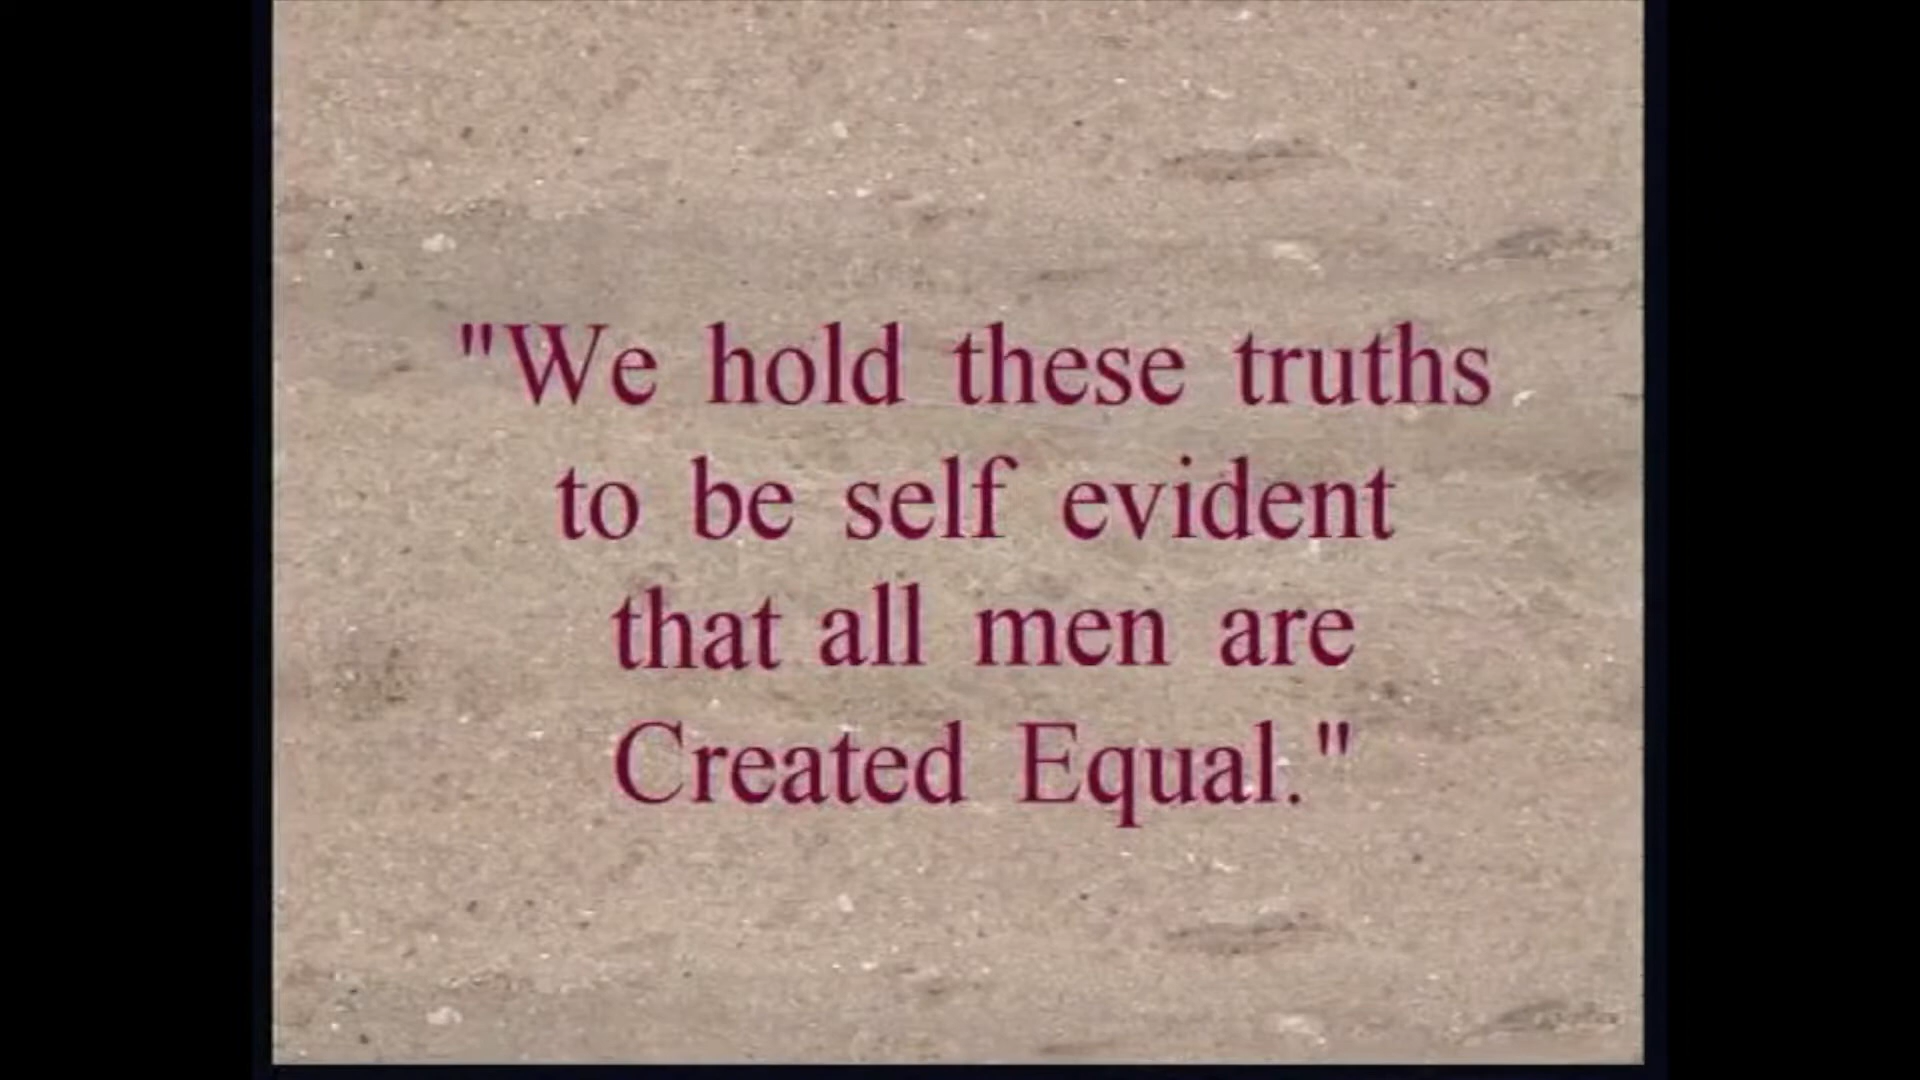 "We hold these truths
to be self evident
that all men are
Created Equal."